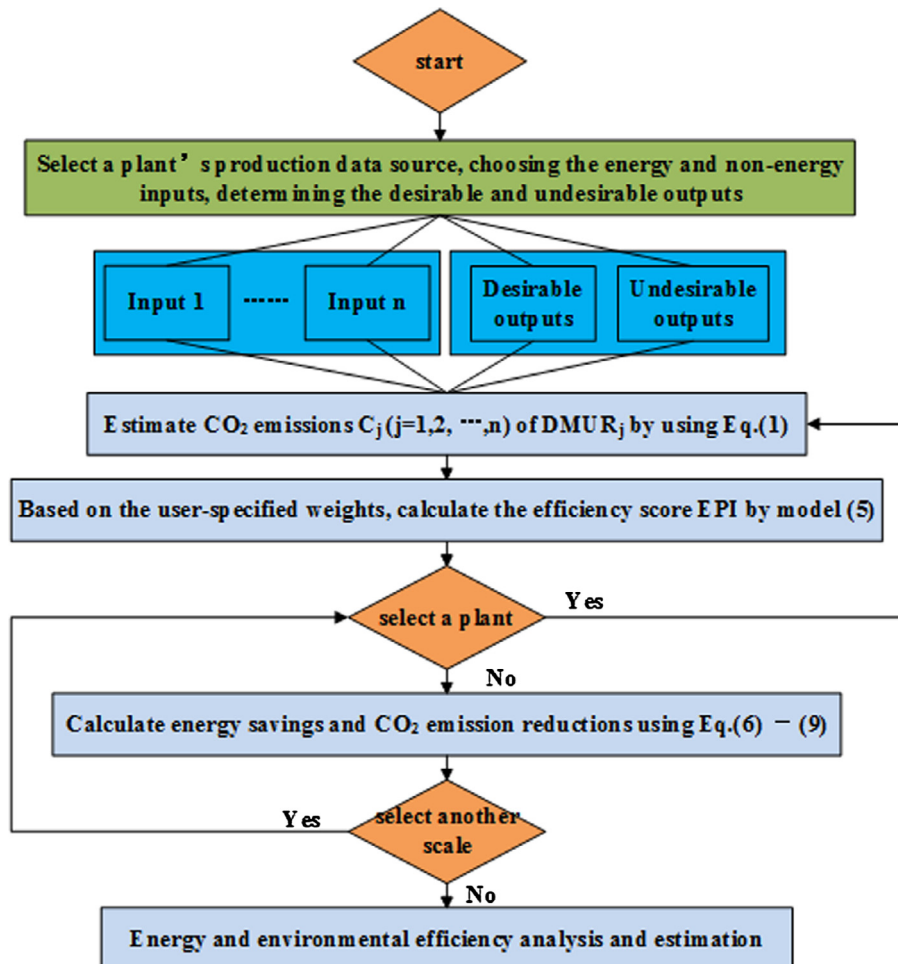 start
Select a plant’s production data source, choosing the energy and non-energy
inputs, determining the desirable and undesirable outputs
Input 1
······
Input n
Desirable
outputs
Undesirable
outputs
Estimate CO₂ emissions Cⱼ (j=1,2, ···,n) of DMURⱼ by using Eq.(1)
Based on the user-specified weights, calculate the efficiency score EPI by model (5)
select a plant
Yes
No
Calculate energy savings and CO₂ emission reductions using Eq.(6) − (9)
select another
scale
Yes
No
Energy and environmental efficiency analysis and estimation